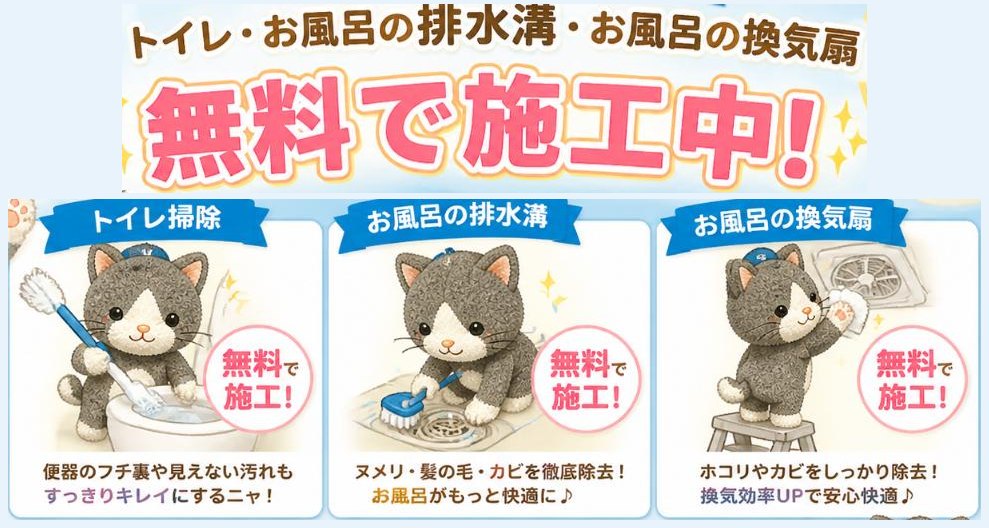 トイレ・お風呂の排水溝・お風呂の換気扇
無料で施工中!
トイレ掃除
無料で
施工!
便器のフチ裏や見えない汚れも
すっきりキレイにするニャ!
お風呂の排水溝
無料で
施工!
ヌメリ・髪の毛・カビを徹底除去!
お風呂がもっと快適に♪
お風呂の換気扇
無料で
施工!
ホコリやカビをしっかり除去!
換気効率UPで安心快適♪